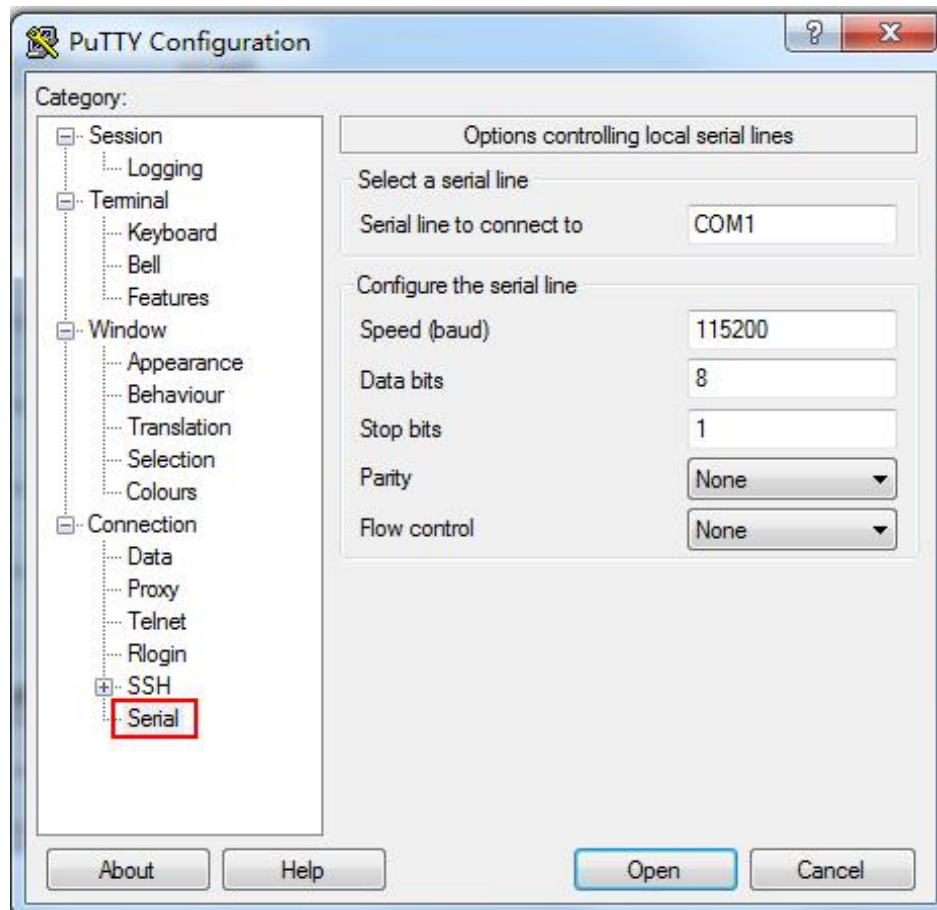 PuTTY Configuration
Category:
Session
Logging
Terminal
Keyboard
Bell
Features
Window
Appearance
Behaviour
Translation
Selection
Colours
Connection
Data
Proxy
Telnet
Rlogin
SSH
Serial
Options controlling local serial lines
Select a serial line
Serial line to connect to COM1
Configure the serial line
Speed (baud) 115200
Data bits 8
Stop bits 1
Parity None
Flow control None
About Help Open Cancel